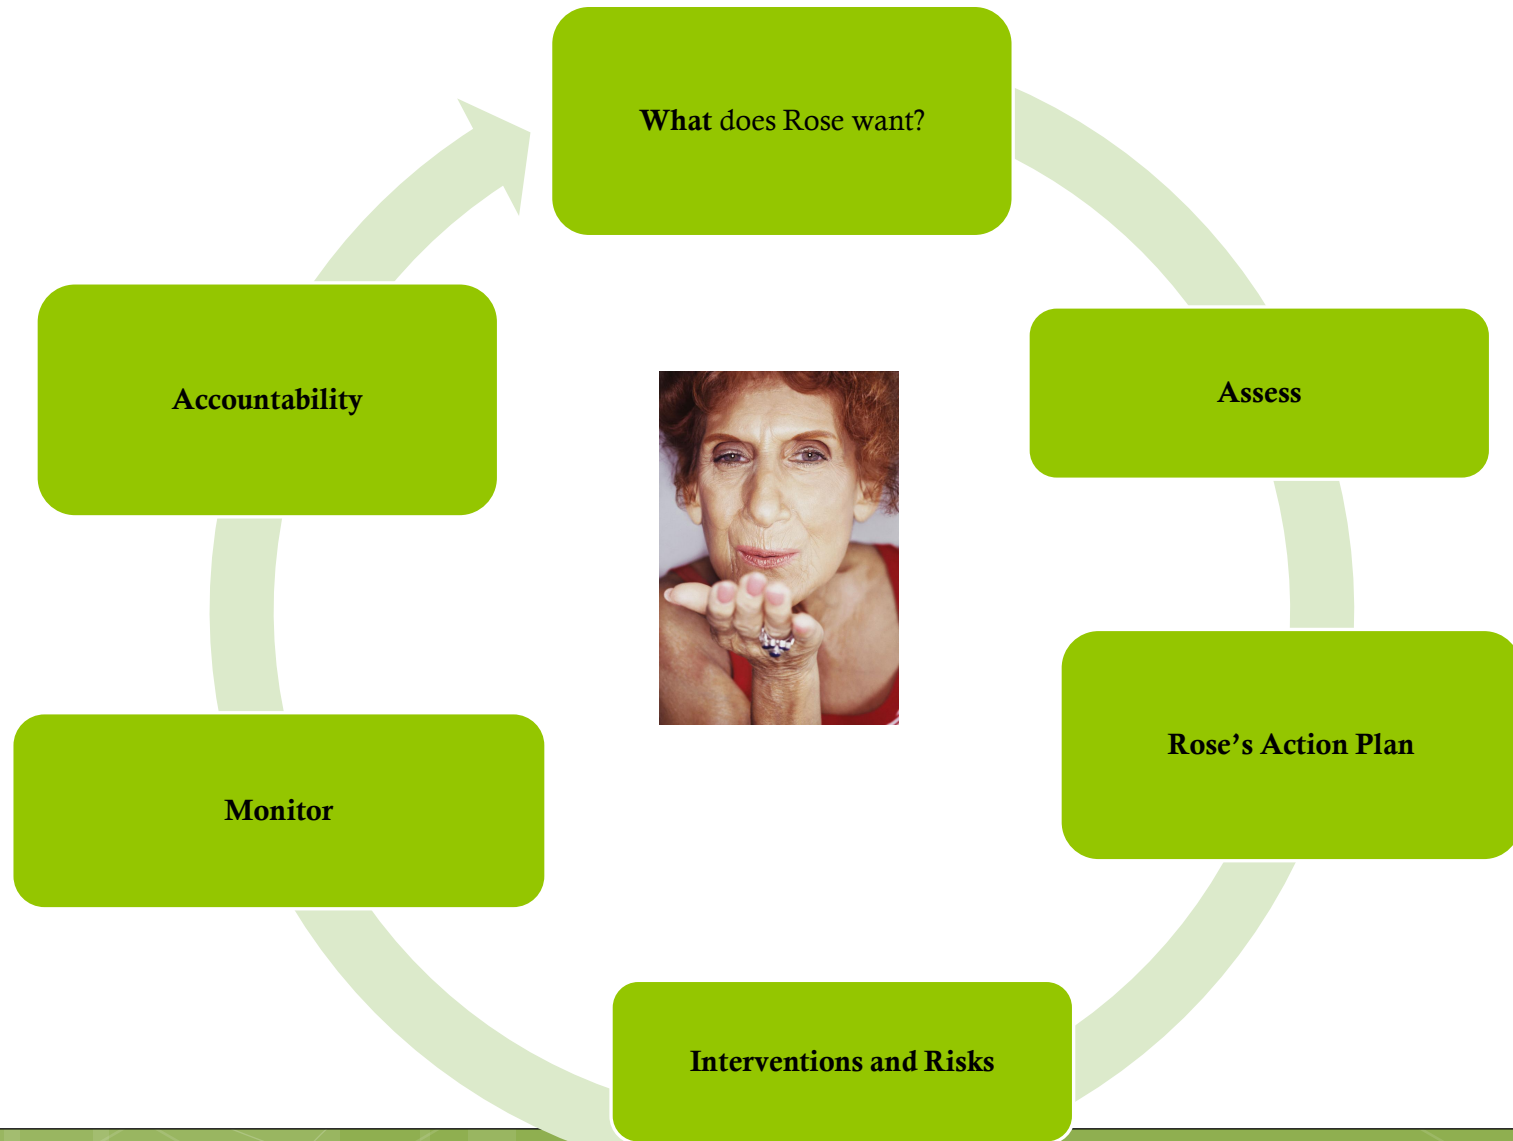 What does Rose want?
Assess
Rose’s Action Plan
Interventions and Risks
Monitor
Accountability